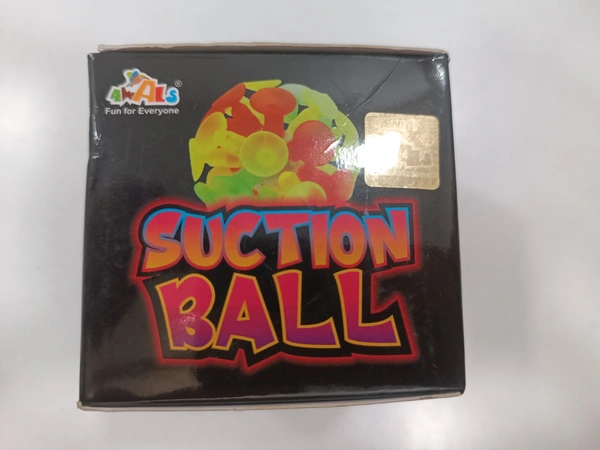 AWALS®
Fun for Everyone
SUCTION
BALL